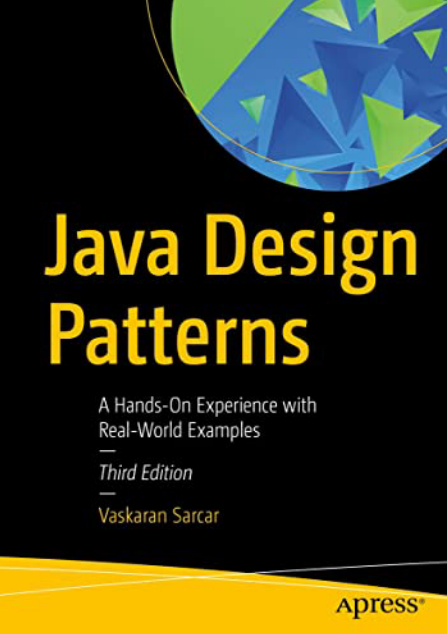 Java Design
Patterns
A Hands-On Experience with
Real-World Examples
—
Third Edition
—
Vaskaran Sarcar
Apress®